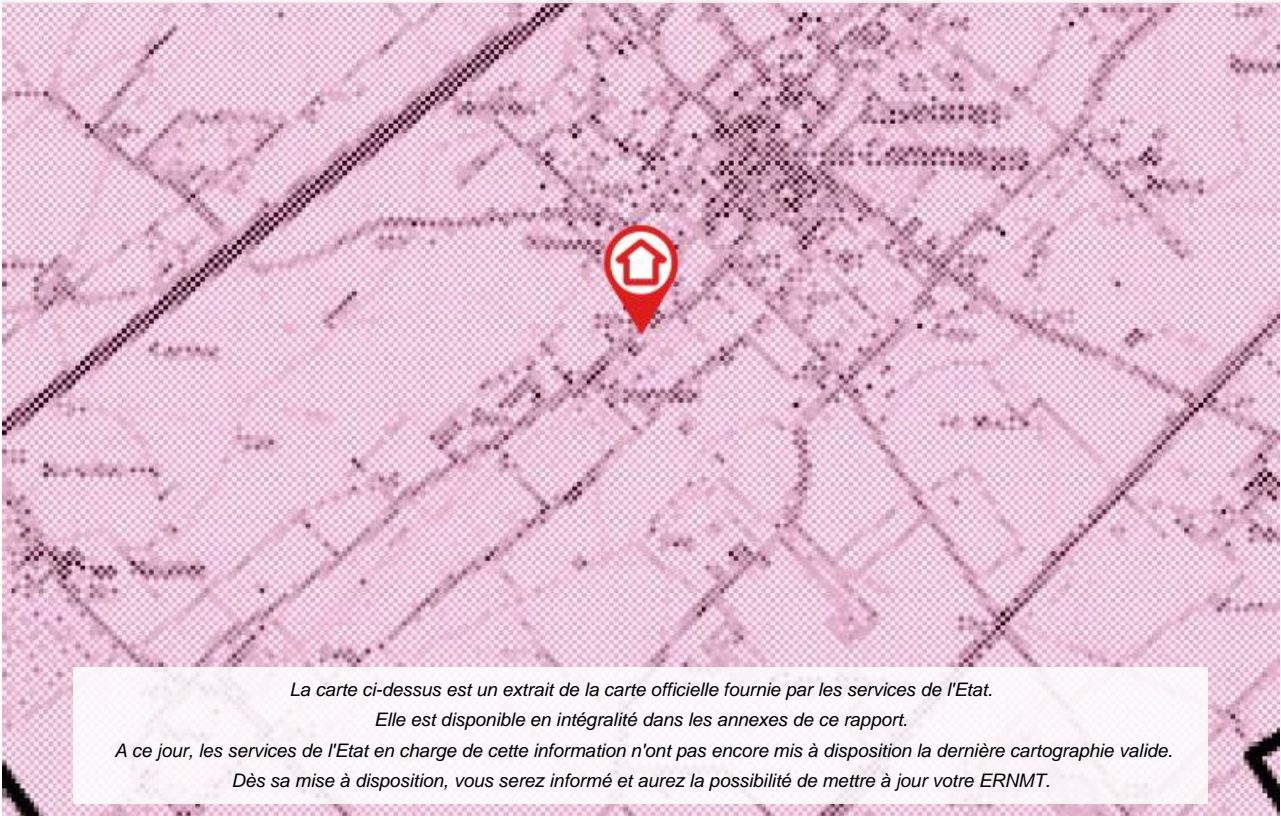 La carte ci-dessus est un extrait de la carte officielle fournie par les services de l'Etat.
Elle est disponible en intégralité dans les annexes de ce rapport.
A ce jour, les services de l'Etat en charge de cette information n'ont pas encore mis à disposition la dernière cartographie valide.
Dès sa mise à disposition, vous serez informé et aurez la possibilité de mettre à jour votre ERNMT.